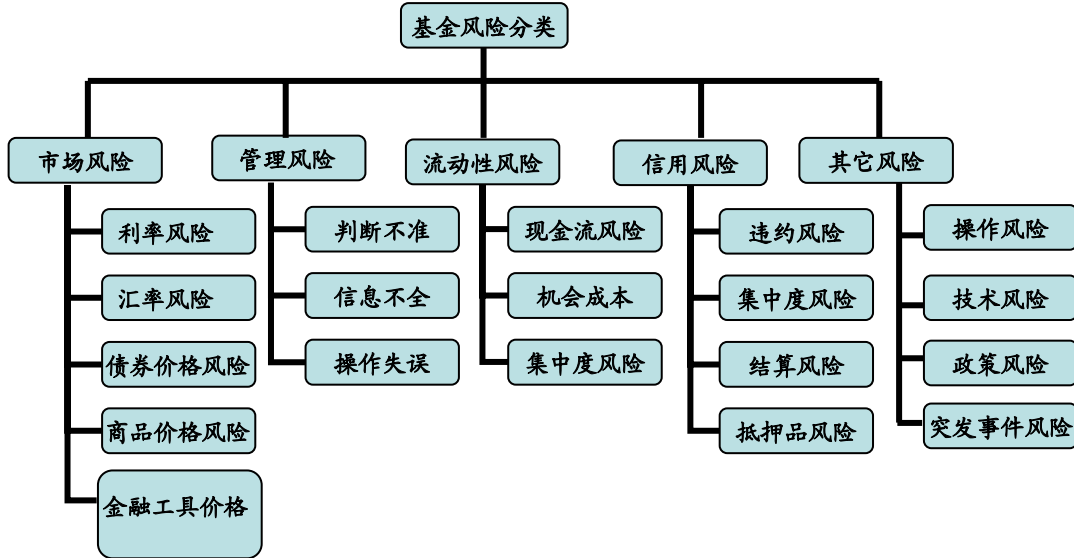 基金风险分类
市场风险
管理风险
流动性风险
信用风险
其它风险
利率风险
汇率风险
债券价格风险
商品价格风险
金融工具价格
判断不准
信息不全
操作失误
现金流风险
机会成本
集中度风险
违约风险
集中度风险
结算风险
抵押品风险
操作风险
技术风险
政策风险
突发事件风险